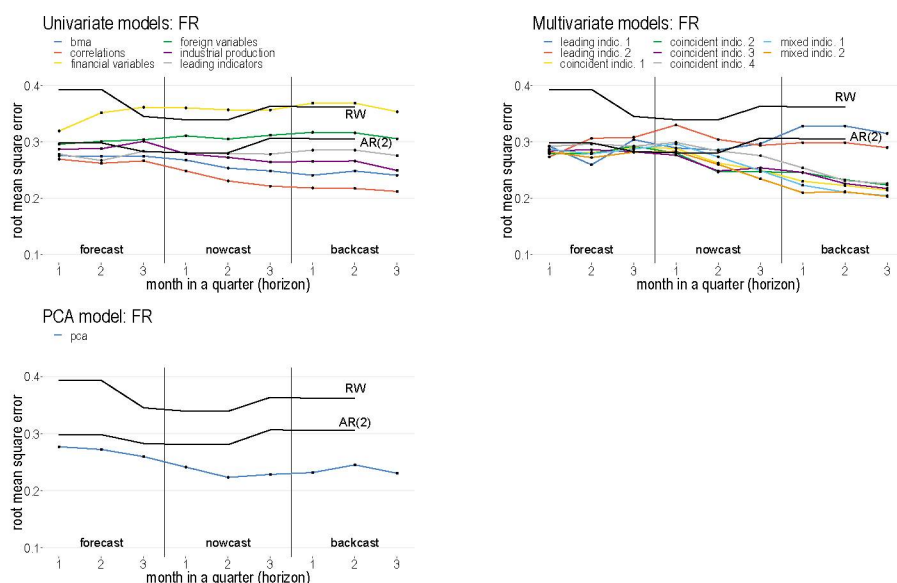 Univariate models: FR
bma
foreign variables
correlations
industrial production
financial variables
leading indicators
root mean square error
0.4
0.3
0.2
0.1
RW
AR(2)
forecast nowcast backcast
1 2 3 1 2 3 1 2 3
month in a quarter (horizon)
Multivariate models: FR
leading indic. 1 coincident indic. 2 mixed indic. 1
leading indic. 2 coincident indic. 3 mixed indic. 2
coincident indic. 1 coincident indic. 4
root mean square error
0.4
0.3
0.2
0.1
RW
AR(2)
forecast nowcast backcast
1 2 3 1 2 3 1 2 3
month in a quarter (horizon)
PCA model: FR
pca
root mean square error
0.4
0.3
0.2
0.1
RW
AR(2)
forecast nowcast backcast
1 2 3 1 2 3 1 2 3
month in a quarter (horizon)